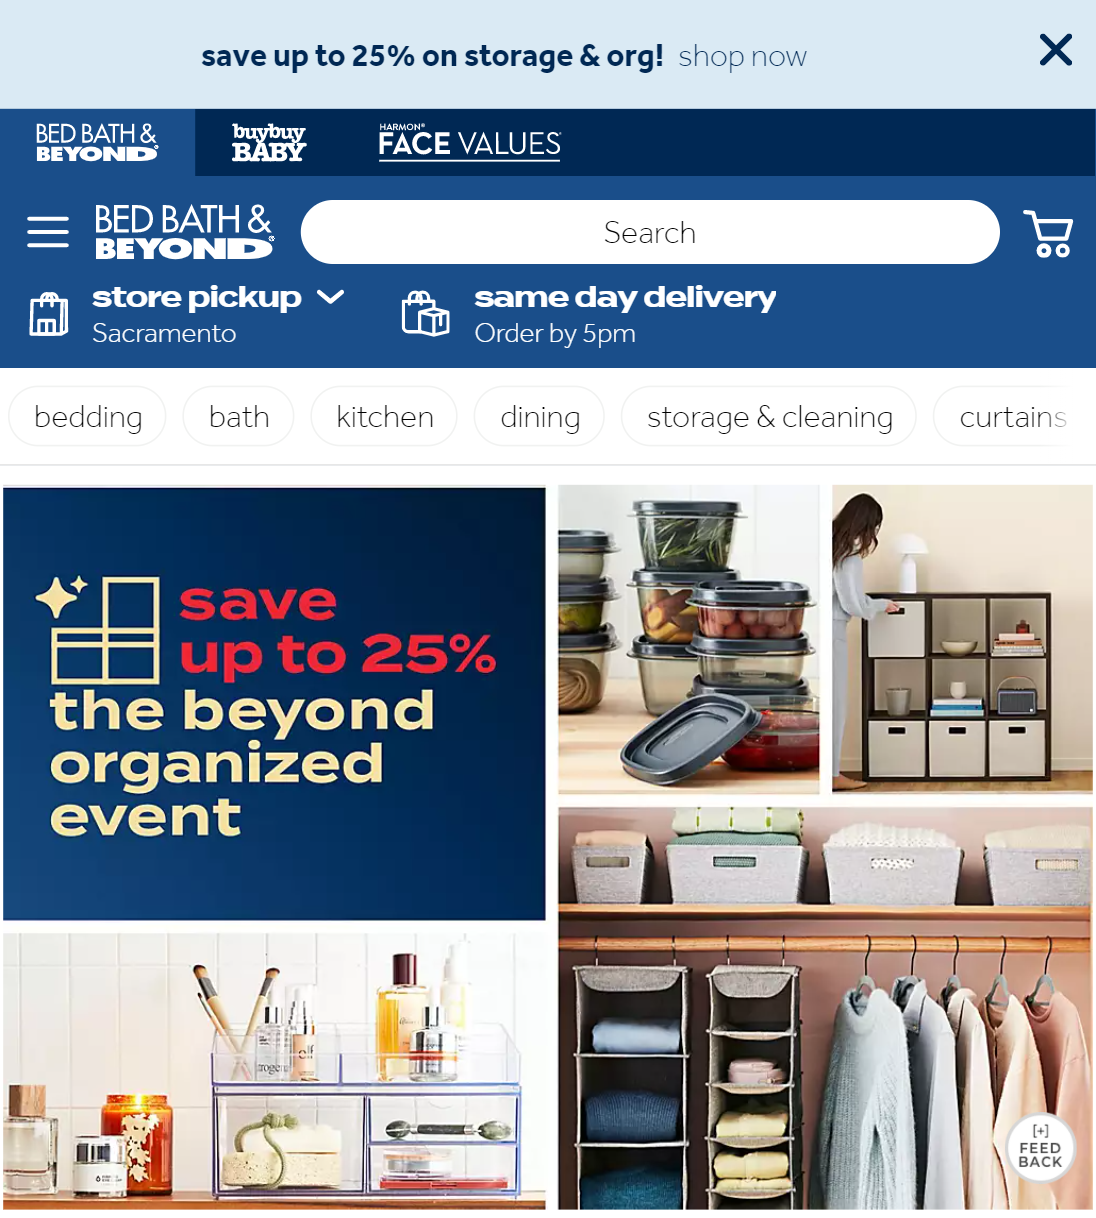 save up to 25% on storage & org! shop now
BED BATH &
BEYOND®
buybuy
BABY
HARMON®
FACE VALUES®
BED BATH &
BEYOND®
Search
store pickup
Sacramento
same day delivery
Order by 5pm
bedding
bath
kitchen
dining
storage & cleaning
curtains
save
up to 25%
the beyond
organized
event
elf
[+]
FEED
BACK